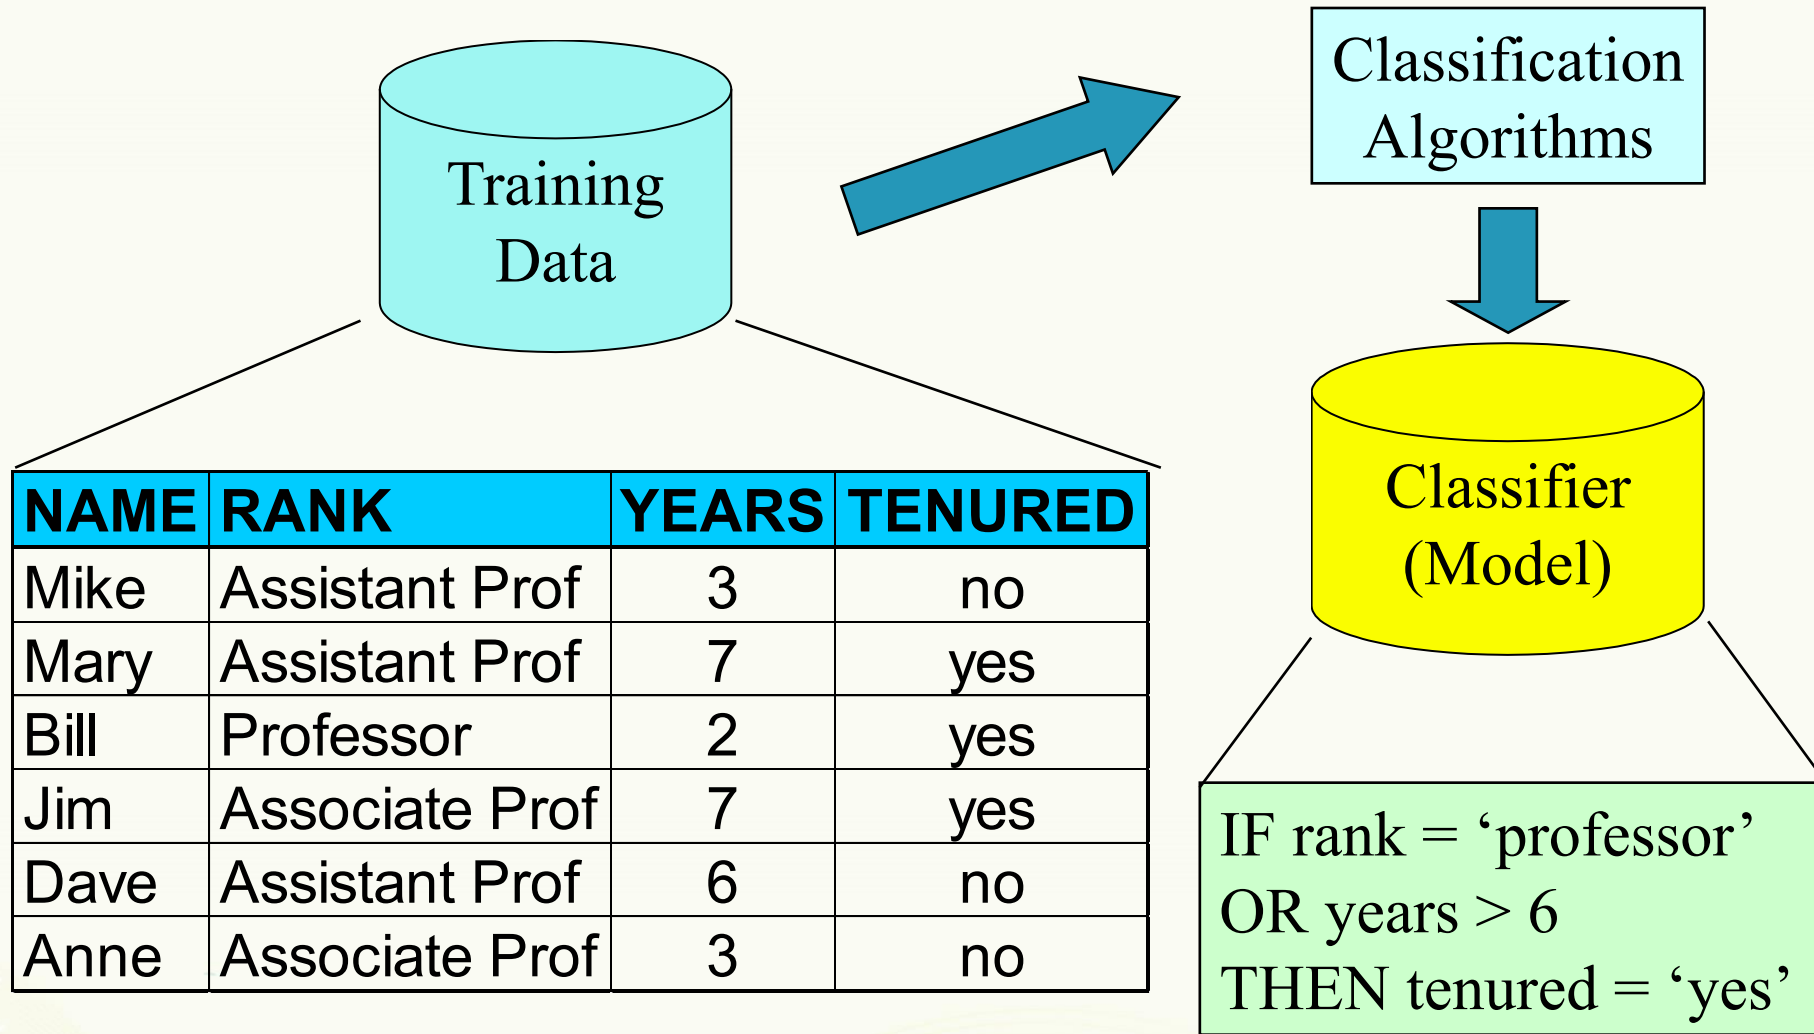 Training
Data
Classification
Algorithms
NAME RANK YEARS TENURED
Mike Assistant Prof 3 no
Mary Assistant Prof 7 yes
Bill Professor 2 yes
Jim Associate Prof 7 yes
Dave Assistant Prof 6 no
Anne Associate Prof 3 no
Classifier
(Model)
IF rank = ‘professor’
OR years > 6
THEN tenured = ‘yes’